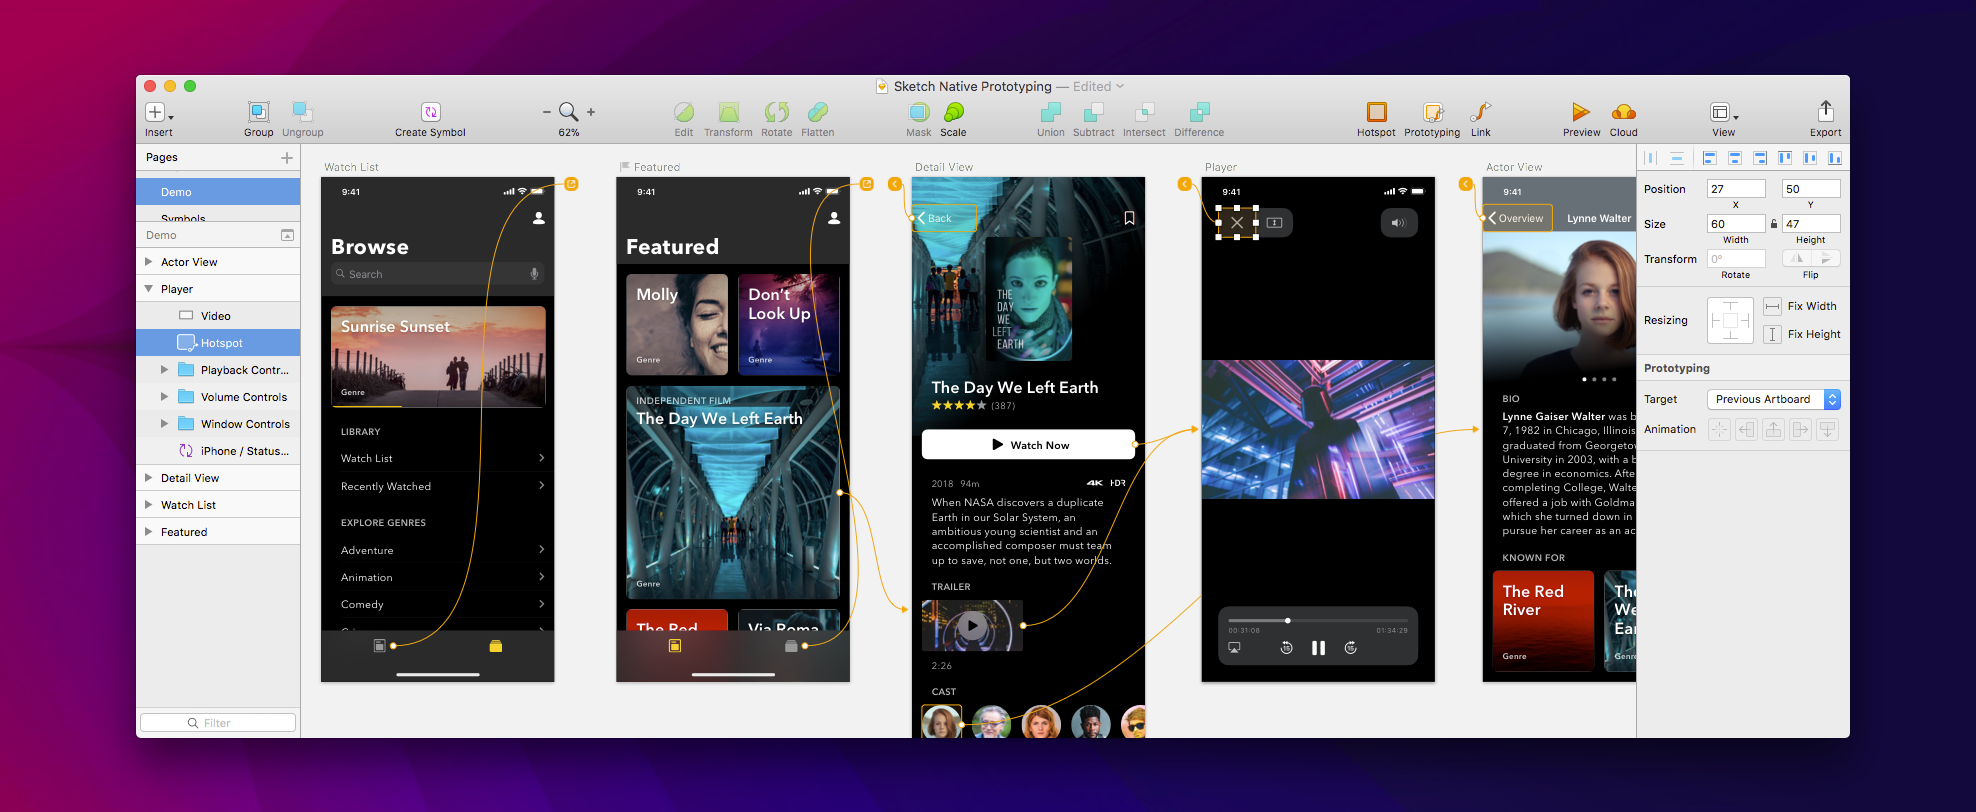 Sketch Native Prototyping — Edited
Insert
Group
Ungroup
Create Symbol
62%
Edit
Transform
Rotate
Flatten
Mask
Scale
Union
Subtract
Intersect
Difference
Hotspot
Prototyping
Link
Preview
Cloud
View
Export
Pages
Demo
Symbols
Demo
Actor View
Player
Video
Hotspot
Playback Contr...
Volume Controls
Window Controls
iPhone / Status...
Detail View
Watch List
Featured
Filter
Watch List
9:41
Browse
Search
Sunrise Sunset
Genre
LIBRARY
Watch List
Recently Watched
EXPLORE GENRES
Adventure
Animation
Comedy
Featured
9:41
Featured
Molly
Genre
Don't
Look Up
Genre
INDEPENDENT FILM
The Day We Left Earth
Genre
The Red
Via Roma
Detail View
Back
THE
DAY
WE
LEFT
EARTH
The Day We Left Earth
(387)
Watch Now
2018 94m
4K HDR
When NASA discovers a duplicate
Earth in our Solar System, an
ambitious young scientist and an
accomplished composer must team
up to save, not one, but two worlds.
TRAILER
2:26
CAST
Player
9:41
00:31:08
01:34:29
15
15
Actor View
9:41
Overview
Lynne Walter
BIO
Lynne Gaiser Walter was b
7, 1982 in Chicago, Illinois
graduated from Georgetow
University in 2003, with a b
degree in economics. Afte
completing College, Walte
offered a job with Goldma
which she turned down in
pursue her career as an ac
KNOWN FOR
The Red
River
Genre
The
We
Ear
Genre
Position
27
50
X
Y
Size
60
47
Width
Height
Transform
0°
Rotate
Flip
Resizing
Fix Width
Fix Height
Prototyping
Target
Previous Artboard
Animation